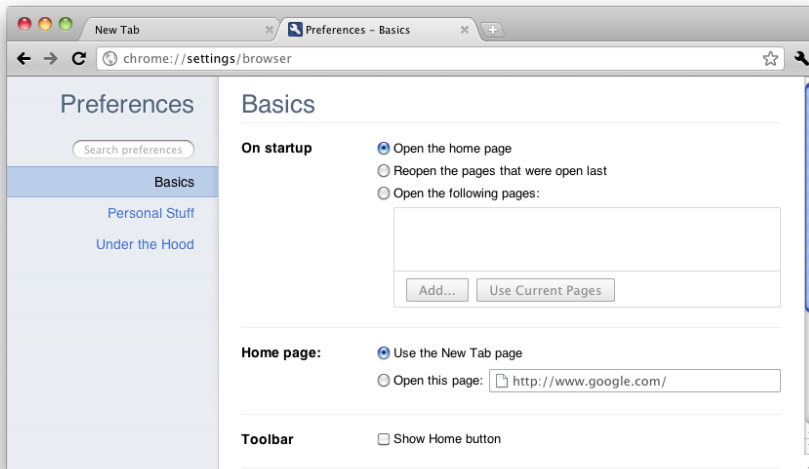 New Tab
Preferences – Basics
chrome://settings/browser
Preferences
Search preferences
Basics
Personal Stuff
Under the Hood
Basics
On startup
Open the home page
Reopen the pages that were open last
Open the following pages:
Add...
Use Current Pages
Home page:
Use the New Tab page
Open this page:
http://www.google.com/
Toolbar
Show Home button